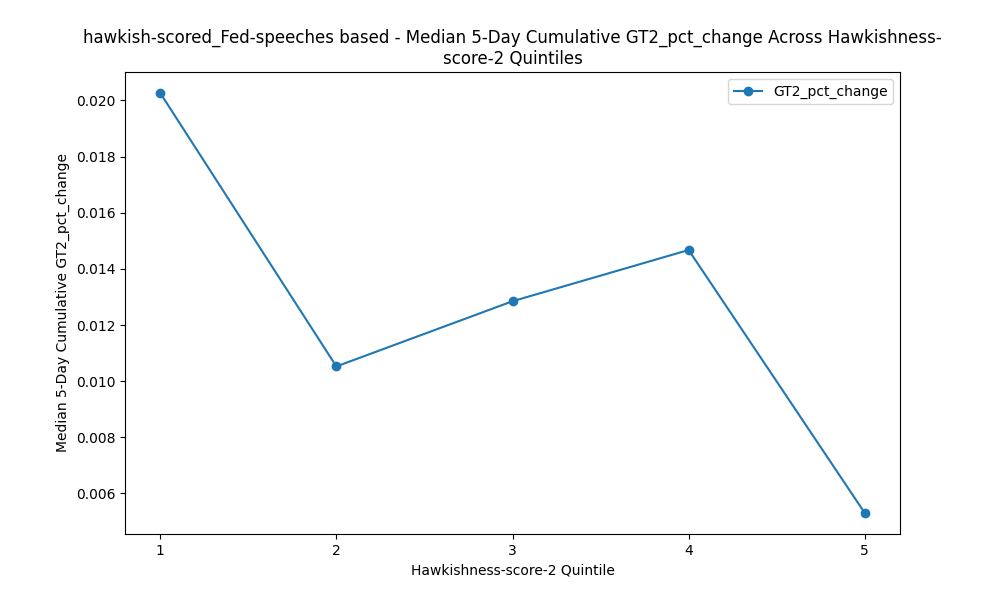 hawkish-scored_Fed-speeches based - Median 5-Day Cumulative GT2_pct_change Across Hawkishness-
score-2 Quintiles
GT2_pct_change
Median 5-Day Cumulative GT2_pct_change
0.020
0.018
0.016
0.014
0.012
0.010
0.008
0.006
1 2 3 4 5
Hawkishness-score-2 Quintile